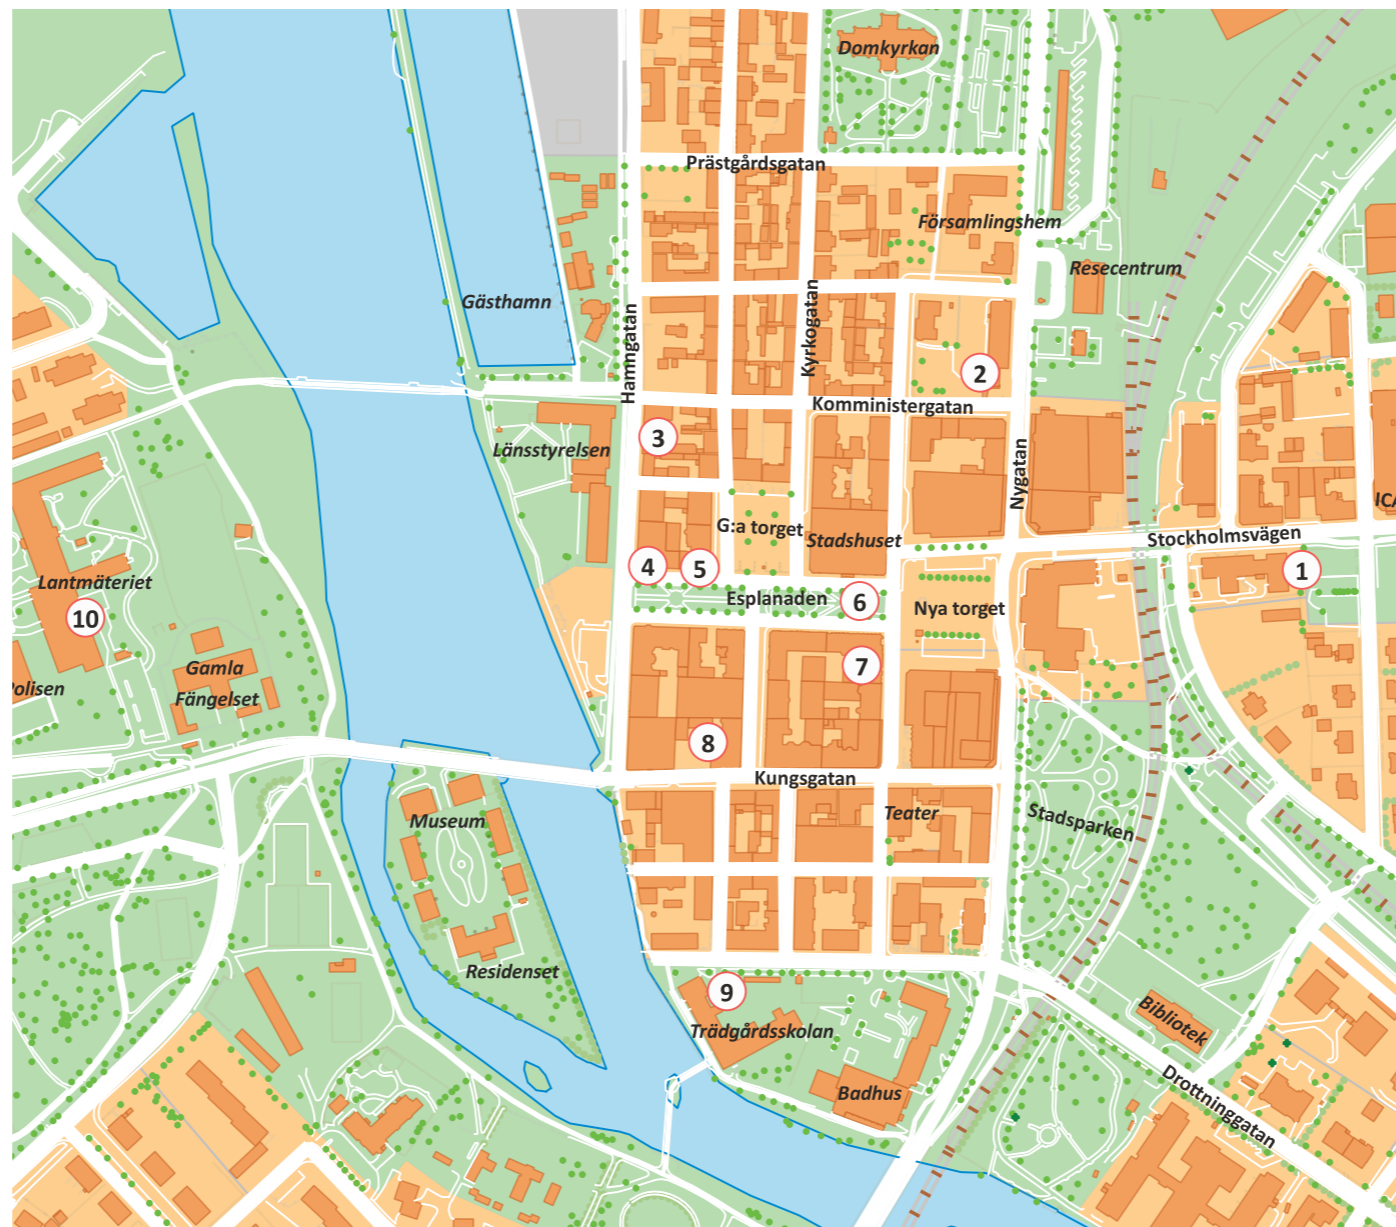 Domkyrkan
Prästgårdsgatan
Församlingshem
Resecentrum
Gästhamn
Hamngatan
Kyrkogatan
2
Komministergatan
3
Länsstyrelsen
Nygatan
ICA
G:a torget
Stadshuset
Stockholmsvägen
4
5
1
Lantmäteriet
Esplanaden
6
Nya torget
10
7
Gamla
Fängelset
Polisen
8
Kungsgatan
Museum
Teater
Stadsparken
Residenset
9
Trädgårdsskolan
Bibliotek
Badhus
Drottninggatan